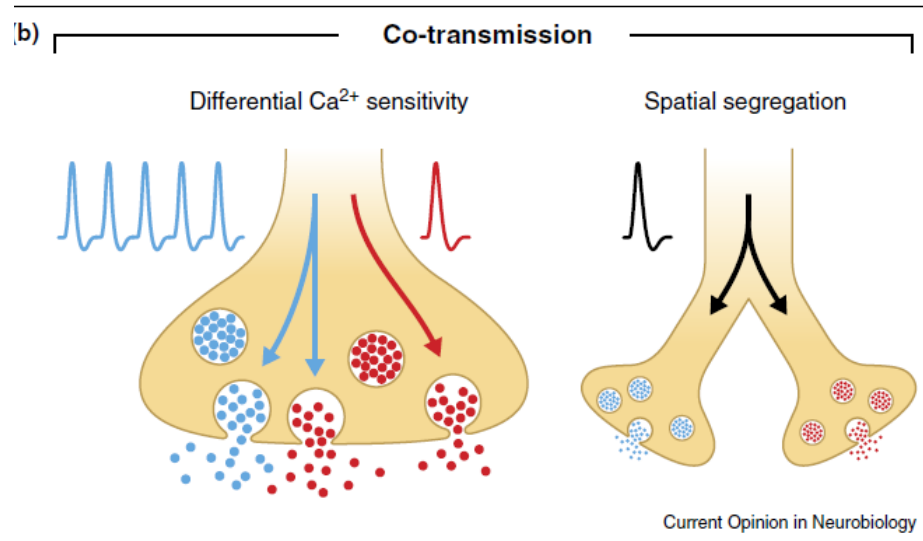 (b)
Co-transmission
Differential Ca²⁺ sensitivity
Spatial segregation
Current Opinion in Neurobiology